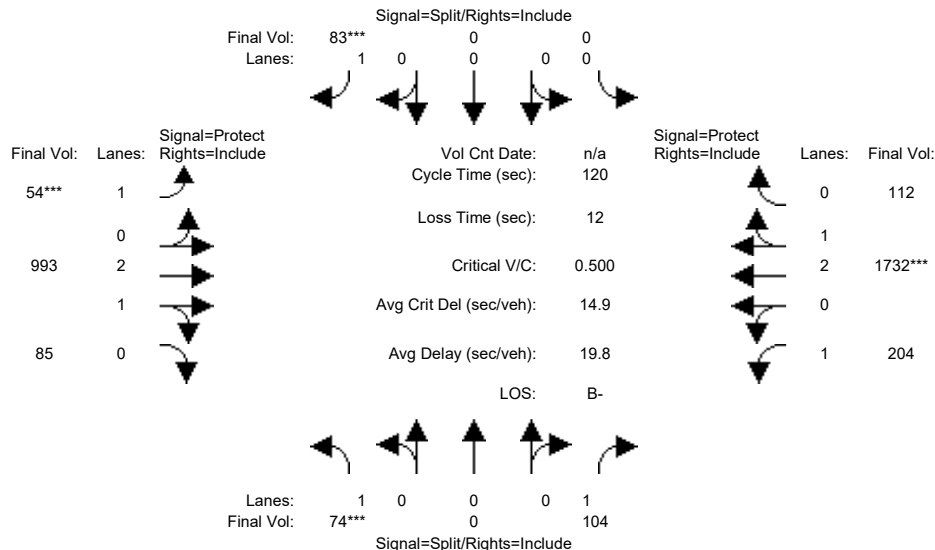 Signal=Split/Rights=Include
Final Vol: 83*** 0 0
Lanes: 1 0 0 0 0
Signal=Protect Signal=Protect
Final Vol: Lanes: Rights=Include Vol Cnt Date: n/a Rights=Include Lanes: Final Vol:
Cycle Time (sec): 120
54*** 1 0 112
Loss Time (sec): 12
0 1
993 2 Critical V/C: 0.500 2 1732***
1 Avg Crit Del (sec/veh): 14.9 0
85 0 Avg Delay (sec/veh): 19.8 1 204
LOS: B-
Lanes: 1 0 0 0 1
Final Vol: 74*** 0 104
Signal=Split/Rights=Include